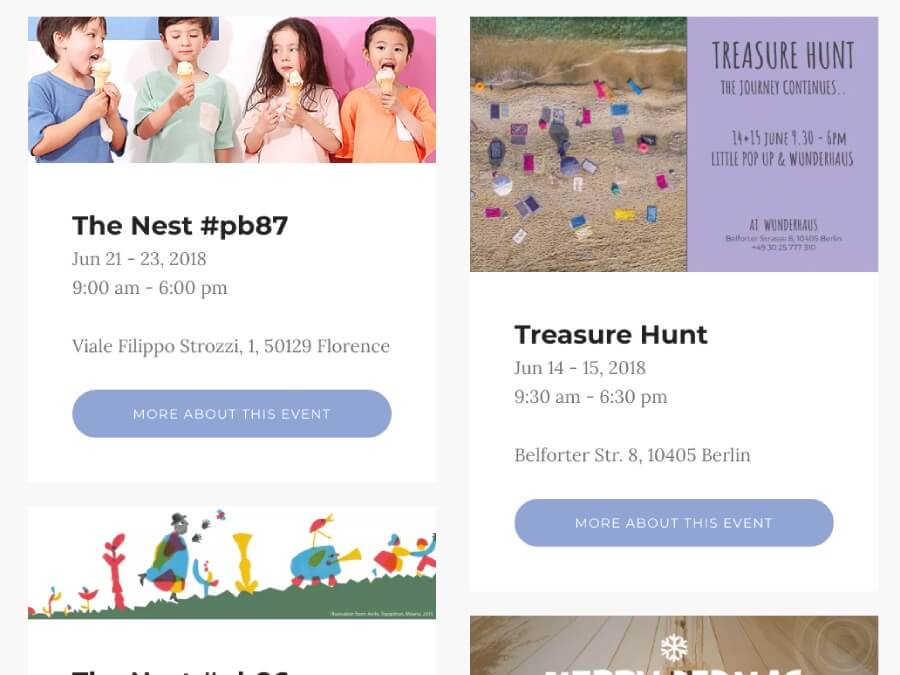 The Nest #pb87
Jun 21 - 23, 2018
9:00 am - 6:00 pm
Viale Filippo Strozzi, 1, 50129 Florence
MORE ABOUT THIS EVENT
TREASURE HUNT
THE JOURNEY CONTINUES..
14+15 JUNE 9.30 - 6PM
LITTLE POP UP & WUNDERHAUS
AT WUNDERHAUS
Belforter Strasse 8, 10405 Berlin
+49 30 25 777 310
Treasure Hunt
Jun 14 - 15, 2018
9:30 am - 6:30 pm
Belforter Str. 8, 10405 Berlin
MORE ABOUT THIS EVENT
The Nest #pb86